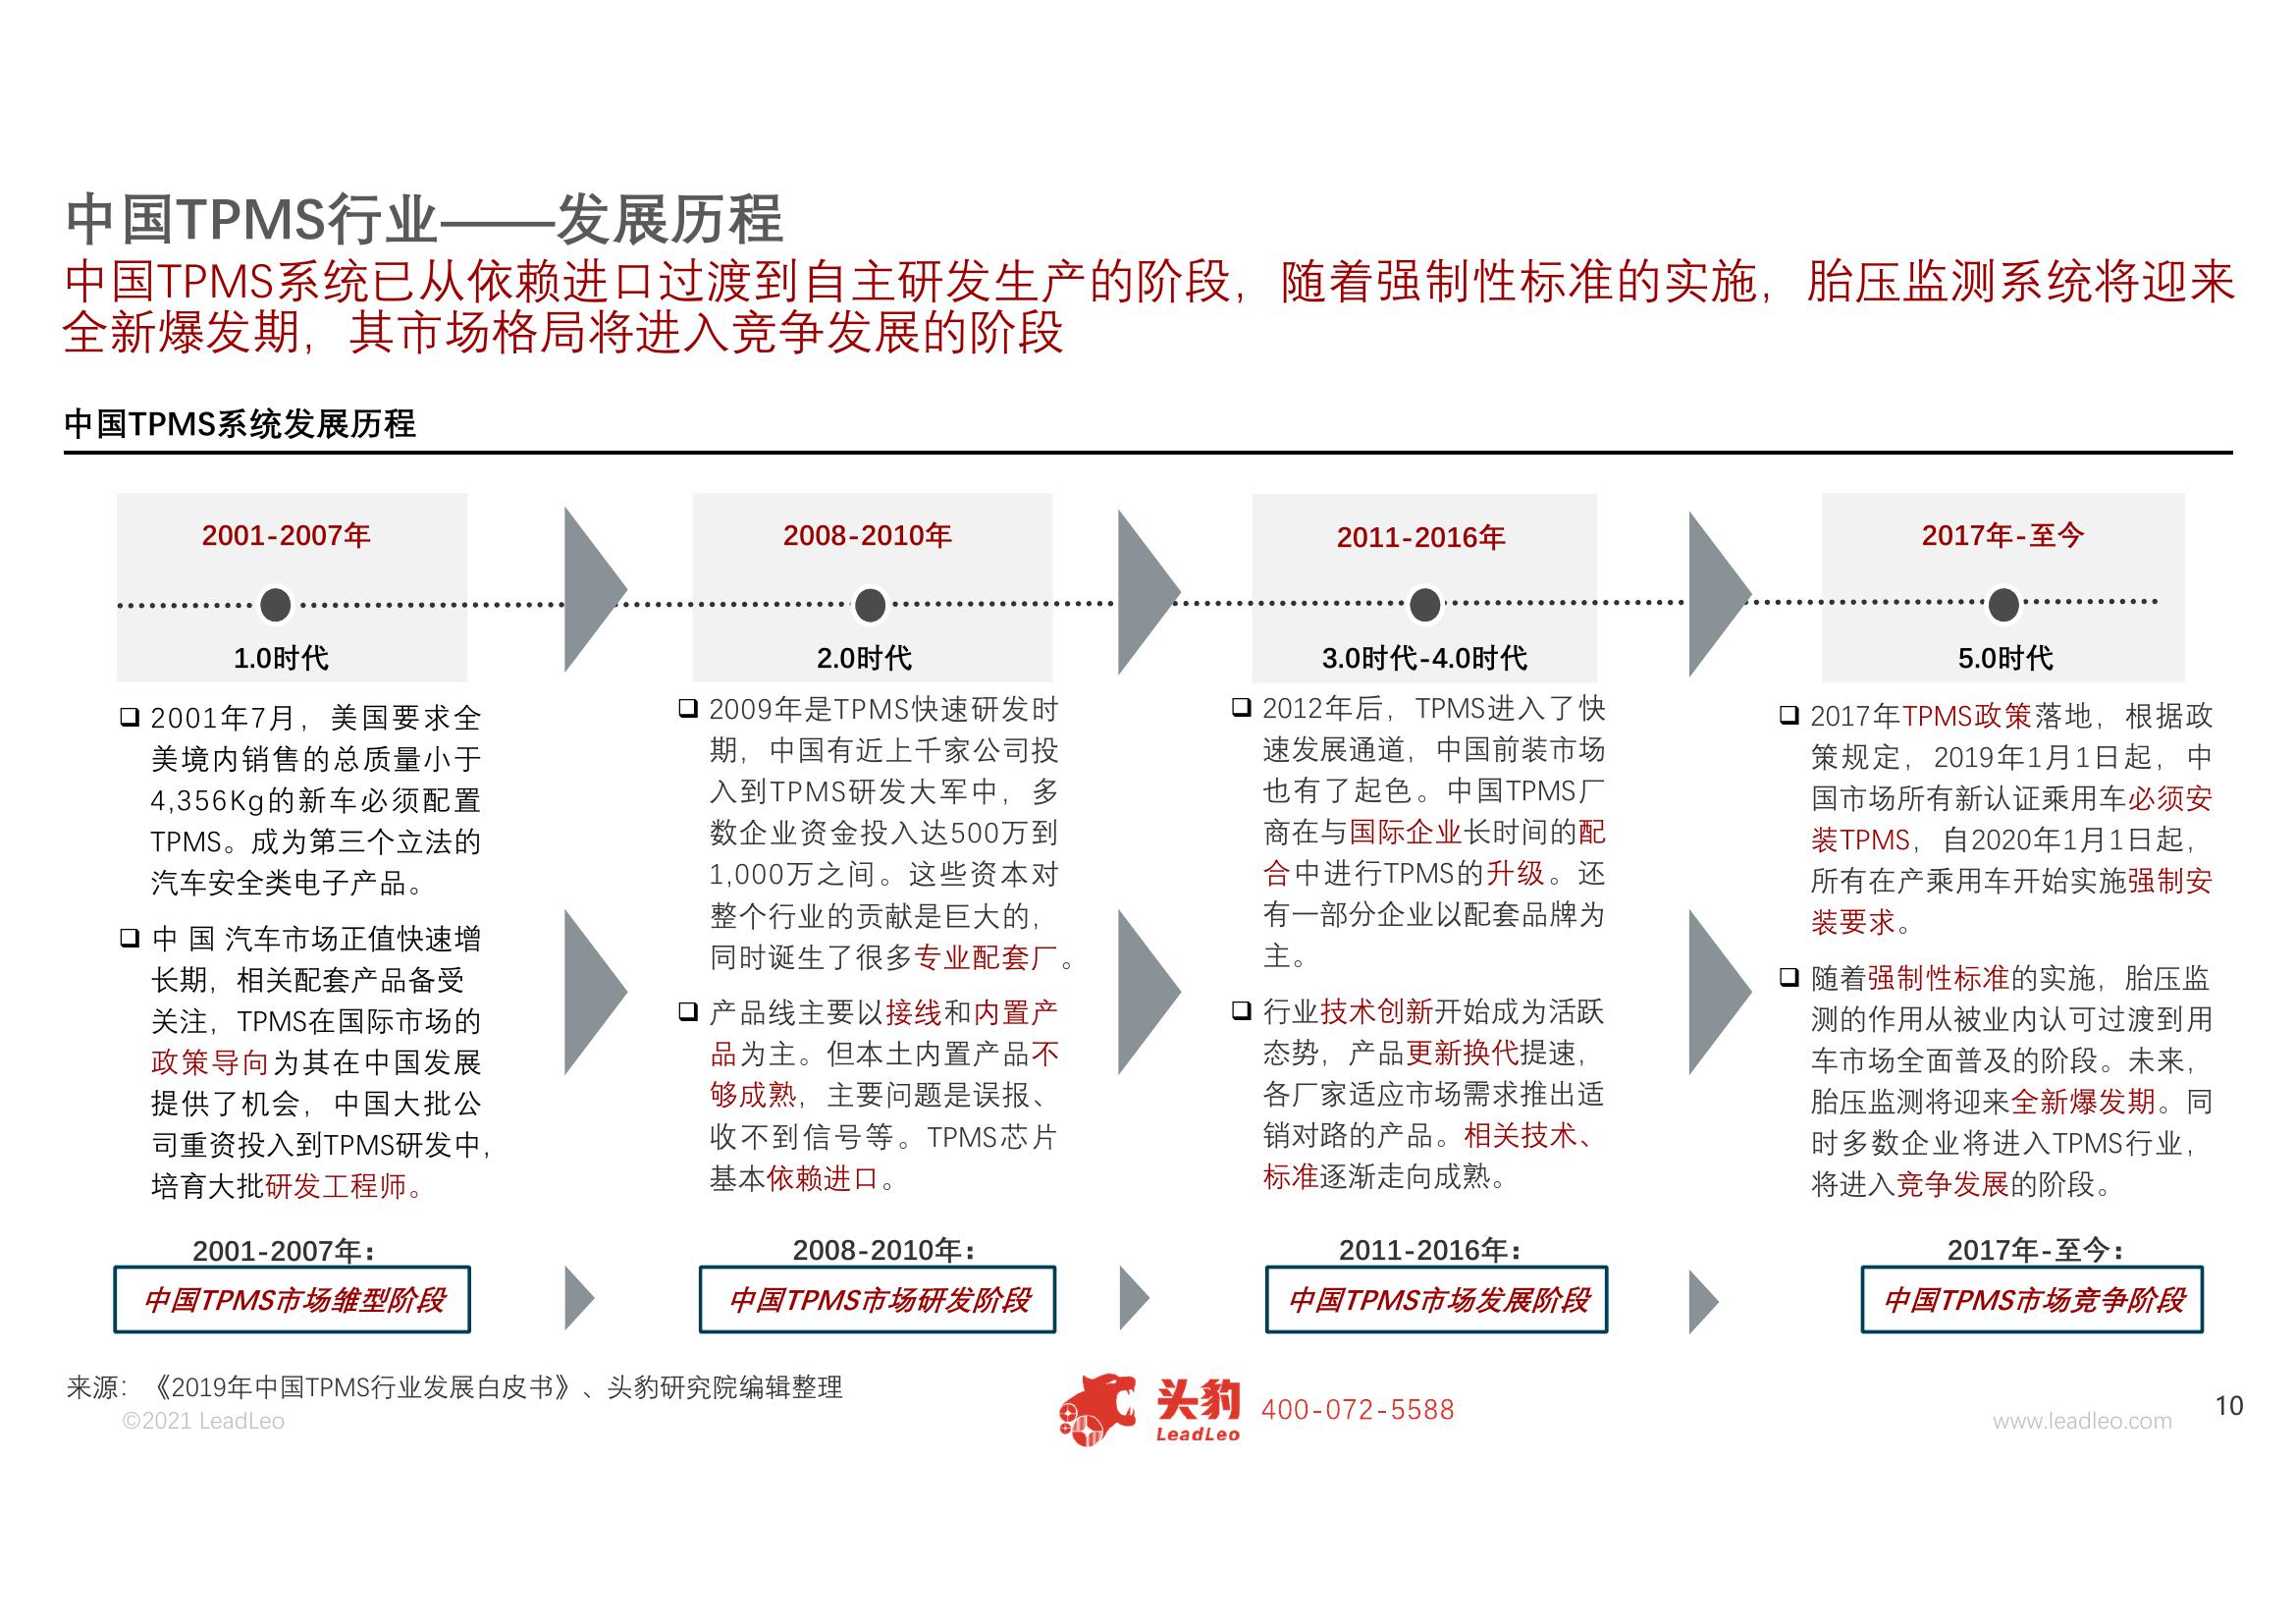 中国TPMS行业——发展历程
中国TPMS系统已从依赖进口过渡到自主研发生产的阶段，随着强制性标准的实施，胎压监测系统将迎来
全新爆发期，其市场格局将进入竞争发展的阶段
中国TPMS系统发展历程
2001-2007年
1.0时代
2001年7月，美国要求全
美境内销售的总质量小于
4,356Kg的新车必须配置
TPMS。成为第三个立法的
汽车安全类电子产品。
中 国 汽车市场正值快速增
长期，相关配套产品备受
关注，TPMS在国际市场的
政策导向为其在中国发展
提供了机会，中国大批公
司重资投入到TPMS研发中，
培育大批研发工程师。
2001-2007年：
中国TPMS市场雏型阶段
2008-2010年
2.0时代
2009年是TPMS快速研发时
期，中国有近上千家公司投
入到TPMS研发大军中，多
数企业资金投入达500万到
1,000万之间。这些资本对
整个行业的贡献是巨大的，
同时诞生了很多专业配套厂。
产品线主要以接线和内置产
品为主。但本土内置产品不
够成熟，主要问题是误报、
收不到信号等。TPMS芯片
基本依赖进口。
2008-2010年：
中国TPMS市场研发阶段
2011-2016年
3.0时代-4.0时代
2012年后，TPMS进入了快
速发展通道，中国前装市场
也有了起色。中国TPMS厂
商在与国际企业长时间的配
合中进行TPMS的升级。还
有一部分企业以配套品牌为
主。
行业技术创新开始成为活跃
态势，产品更新换代提速，
各厂家适应市场需求推出适
销对路的产品。相关技术、
标准逐渐走向成熟。
2011-2016年：
中国TPMS市场发展阶段
2017年-至今
5.0时代
2017年TPMS政策落地，根据政
策规定，2019年1月1日起，中
国市场所有新认证乘用车必须安
装TPMS，自2020年1月1日起，
所有在产乘用车开始实施强制安
装要求。
随着强制性标准的实施，胎压监
测的作用从被业内认可过渡到用
车市场全面普及的阶段。未来，
胎压监测将迎来全新爆发期。同
时多数企业将进入TPMS行业，
将进入竞争发展的阶段。
2017年-至今：
中国TPMS市场竞争阶段
来源：《2019年中国TPMS行业发展白皮书》、头豹研究院编辑整理
©2021 LeadLeo
头豹
LeadLeo
400-072-5588
www.leadleo.com
10